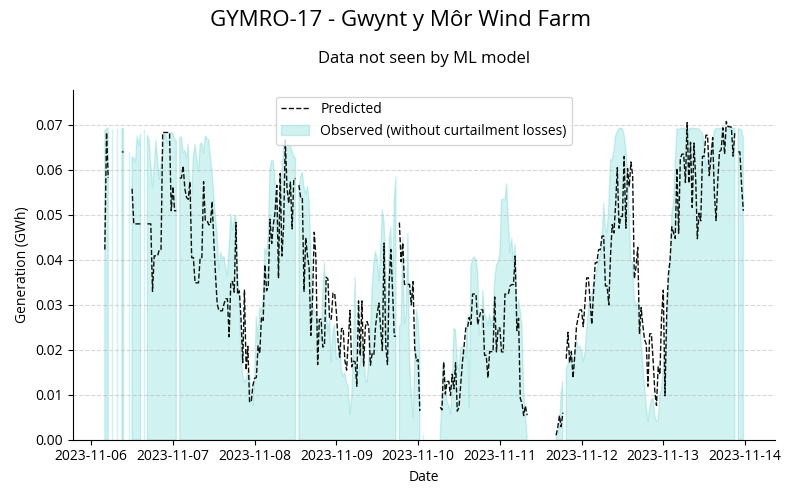 GYMRO-17 - Gwynt y Môr Wind Farm
Data not seen by ML model
Predicted
Observed (without curtailment losses)
Generation (GWh)
0.07
0.06
0.05
0.04
0.03
0.02
0.01
0.00
2023-11-06 2023-11-07 2023-11-08 2023-11-09 2023-11-10 2023-11-11 2023-11-12 2023-11-13 2023-11-14
Date